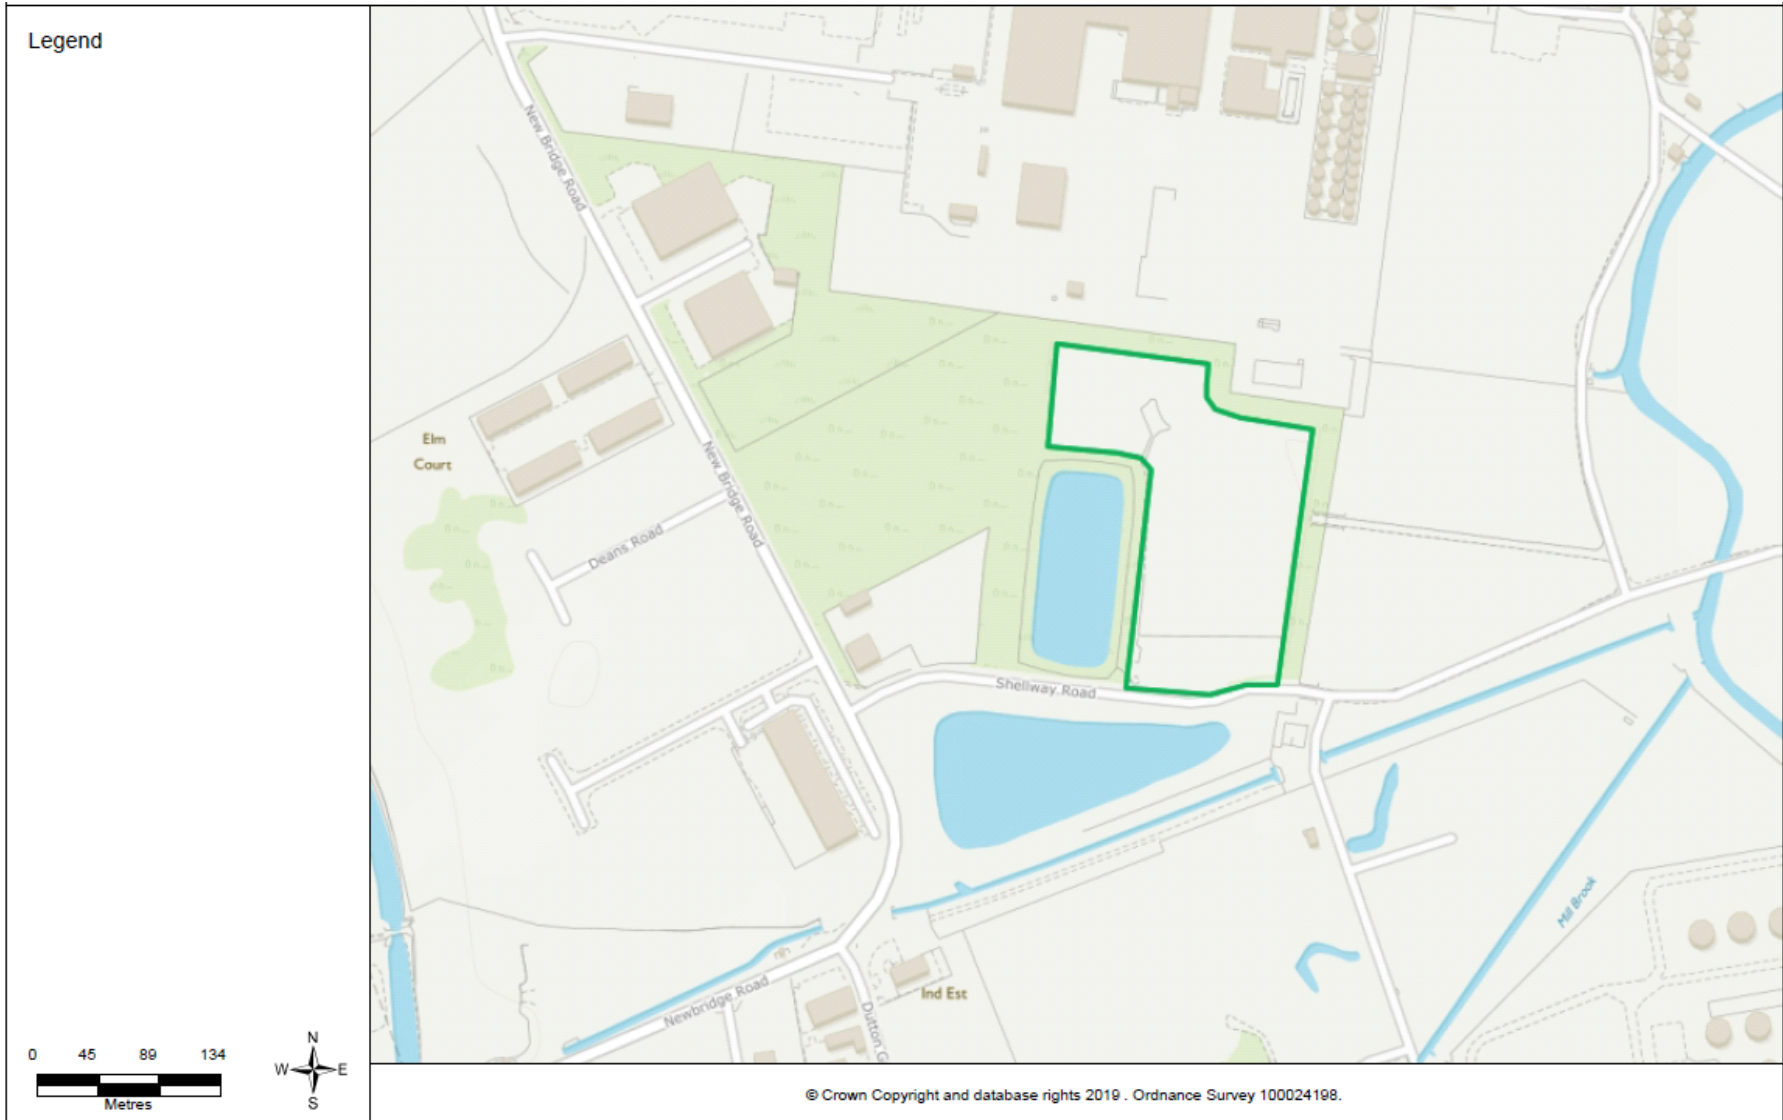 Legend
New Bridge Road
Elm
Court
New Bridge Road
Deans Road
Shellway Road
Mill Brook
Ind Est
Newbridge Road
Dutton G
0 45 89 134
Metres
N
W E
S
© Crown Copyright and database rights 2019 . Ordnance Survey 100024198.